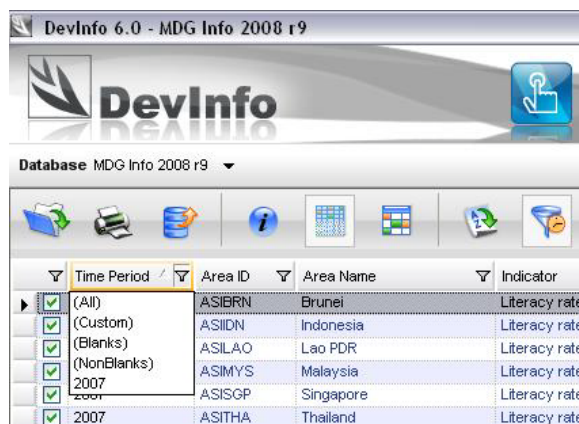 DevInfo 6.0 - MDG Info 2008 r9
DevInfo
Database MDG Info 2008 r9
Time Period Area ID Area Name Indicator
(All) ASIBRN Brunei Literacy rate
(Custom) ASIIDN Indonesia Literacy rate
(Blanks) ASILAO Lao PDR Literacy rate
(NonBlanks) ASIMYS Malaysia Literacy rate
2007 ASISGP Singapore Literacy rate
2007 ASITHA Thailand Literacy rate